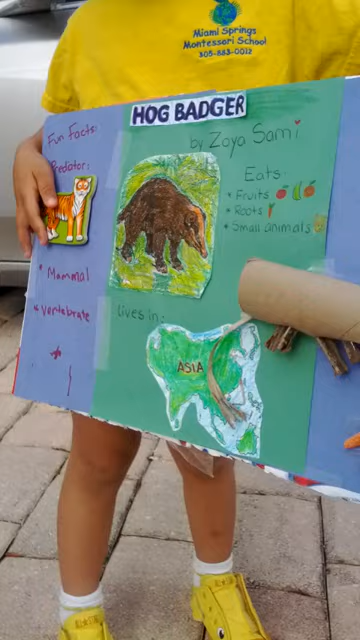 Miami Springs
Montessori School
305-883-0012
HOG BADGER
by Zoya Sami
Fun Facts:
Predator:
* Mammal
* Vertebrate
Eats:
* Fruits
* Roots
* Small animals
Lives in:
ASIA